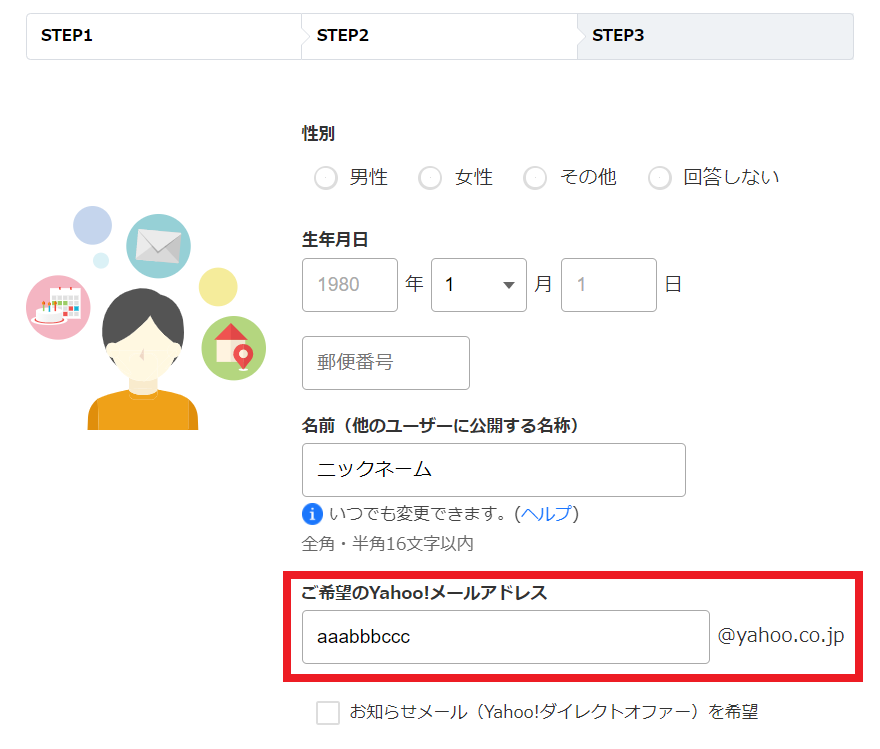 STEP1 STEP2 STEP3
性別
男性 女性 その他 回答しない
生年月日
1980 年 1 月 1 日
郵便番号
名前（他のユーザーに公開する名称）
ニックネーム
i いつでも変更できます。(ヘルプ)
全角・半角16文字以内
ご希望のYahoo!メールアドレス
aaabbbccc @yahoo.co.jp
お知らせメール（Yahoo!ダイレクトオファー）を希望